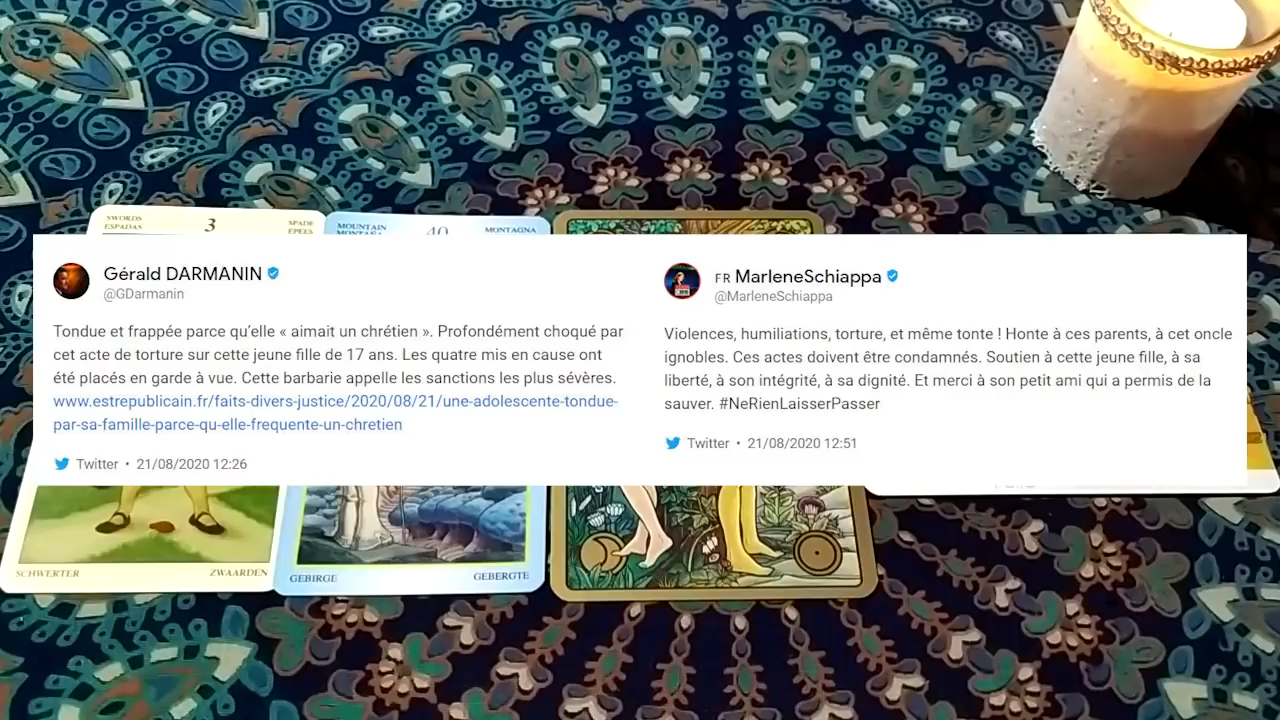 SWORDS
ESPADAS
3
SPADE
EPEES
MOUNTAIN
MONTAÑA
40
MONTAGNA
Gérald DARMANIN
@GDarmanin
Tondue et frappée parce qu’elle « aimait un chrétien ». Profondément choqué par
cet acte de torture sur cette jeune fille de 17 ans. Les quatre mis en cause ont
été placés en garde à vue. Cette barbarie appelle les sanctions les plus sévères.
www.estrepublicain.fr/faits-divers-justice/2020/08/21/une-adolescente-tondue-
par-sa-famille-parce-qu-elle-frequente-un-chretien
Twitter • 21/08/2020 12:26
FR MarleneSchiappa
@MarleneSchiappa
Violences, humiliations, torture, et même tonte ! Honte à ces parents, à cet oncle
ignobles. Ces actes doivent être condamnés. Soutien à cette jeune fille, à sa
liberté, à son intégrité, à sa dignité. Et merci à son petit ami qui a permis de la
sauver. #NeRienLaisserPasser
Twitter • 21/08/2020 12:51
SCHWERTER
ZWAARDEN
GEBIRGE
GEBERGTE